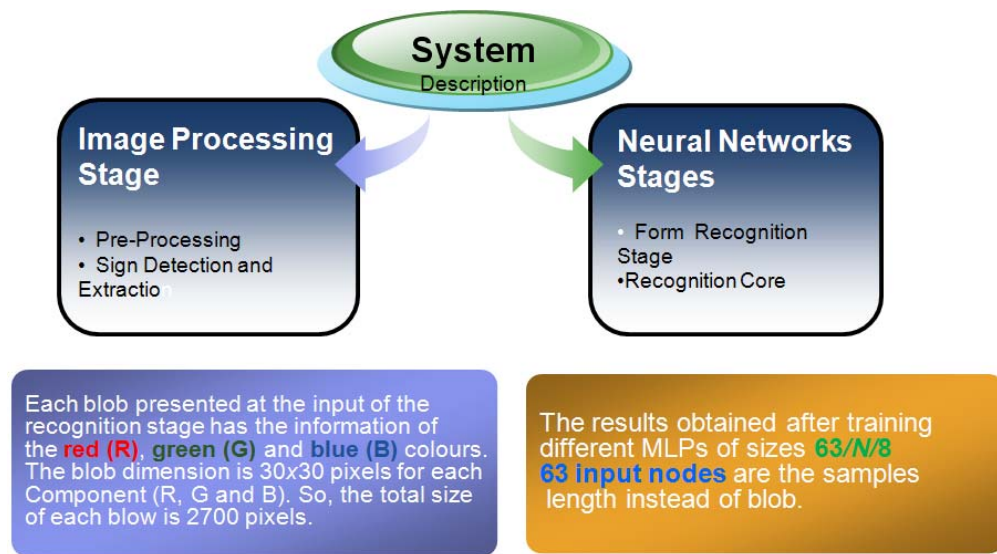 System
Description
Image Processing
Stage
• Pre-Processing
• Sign Detection and
Extraction
Neural Networks
Stages
• Form Recognition
Stage
•Recognition Core
Each blob presented at the input of the
recognition stage has the information of
the red (R), green (G) and blue (B) colours.
The blob dimension is 30x30 pixels for each
Component (R, G and B). So, the total size
of each blow is 2700 pixels.
The results obtained after training
different MLPs of sizes 63/N/8
63 input nodes are the samples
length instead of blob.